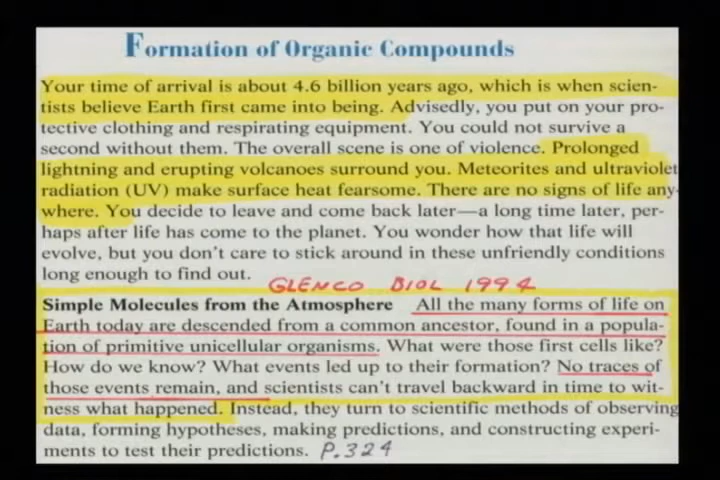 Formation of Organic Compounds
Your time of arrival is about 4.6 billion years ago, which is when scien-
tists believe Earth first came into being. Advisedly, you put on your pro-
tective clothing and respirating equipment. You could not survive a
second without them. The overall scene is one of violence. Prolonged
lightning and erupting volcanoes surround you. Meteorites and ultraviolet
radiation (UV) make surface heat fearsome. There are no signs of life any-
where. You decide to leave and come back later—a long time later, per-
haps after life has come to the planet. You wonder how that life will
evolve, but you don't care to stick around in these unfriendly conditions
long enough to find out.
GLENCO BIOL 1994
Simple Molecules from the Atmosphere All the many forms of life on
Earth today are descended from a common ancestor, found in a popula-
tion of primitive unicellular organisms. What were those first cells like?
How do we know? What events led up to their formation? No traces of
those events remain, and scientists can't travel backward in time to wit-
ness what happened. Instead, they turn to scientific methods of observing
data, forming hypotheses, making predictions, and constructing experi-
ments to test their predictions. P.324